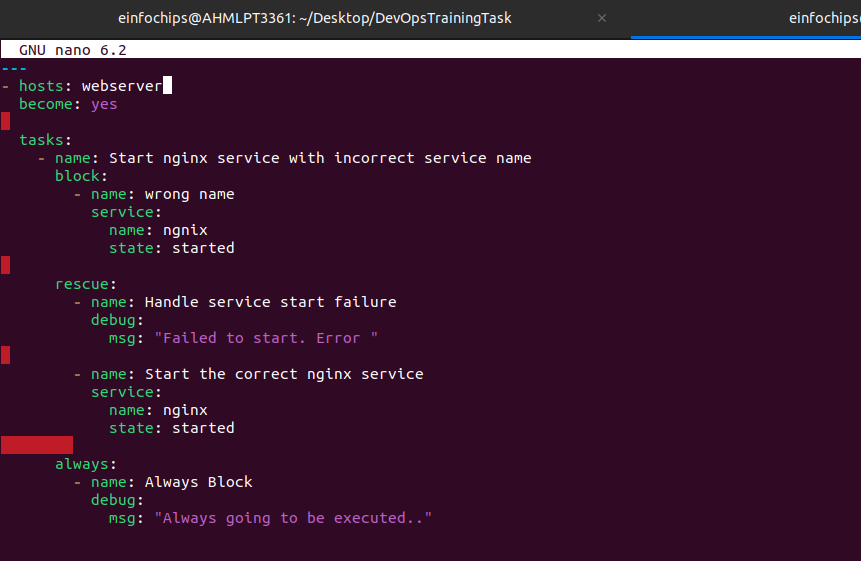 einfochips@AHMLPT3361: ~/Desktop/DevOpsTrainingTask × einfochips
GNU nano 6.2
---
- hosts: webserver
  become: yes

  tasks:
    - name: Start nginx service with incorrect service name
      block:
        - name: wrong name
          service:
            name: ngnix
            state: started

      rescue:
        - name: Handle service start failure
          debug:
            msg: "Failed to start. Error "

        - name: Start the correct nginx service
          service:
            name: nginx
            state: started

      always:
        - name: Always Block
          debug:
            msg: "Always going to be executed.."